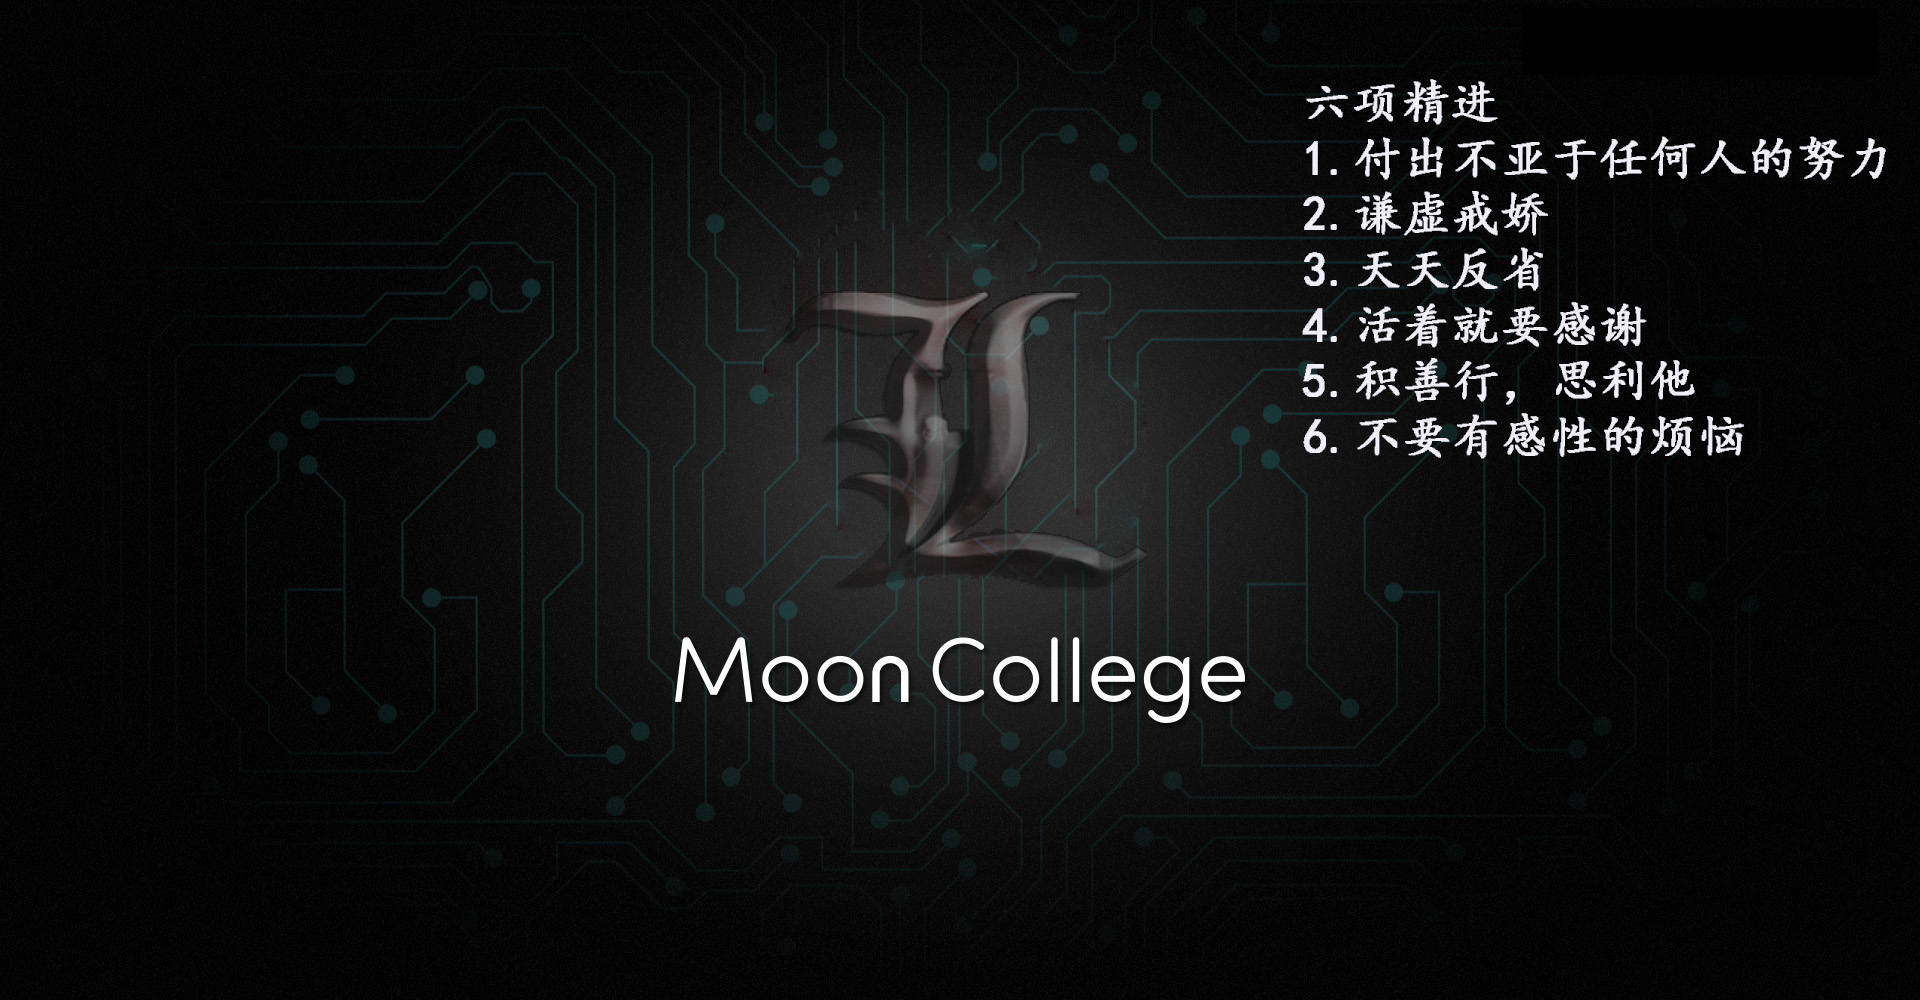 六项精进
1. 付出不亚于任何人的努力
2. 谦虚戒娇
3. 天天反省
4. 活着就要感谢
5. 积善行，思利他
6. 不要有感性的烦恼
L
Moon College